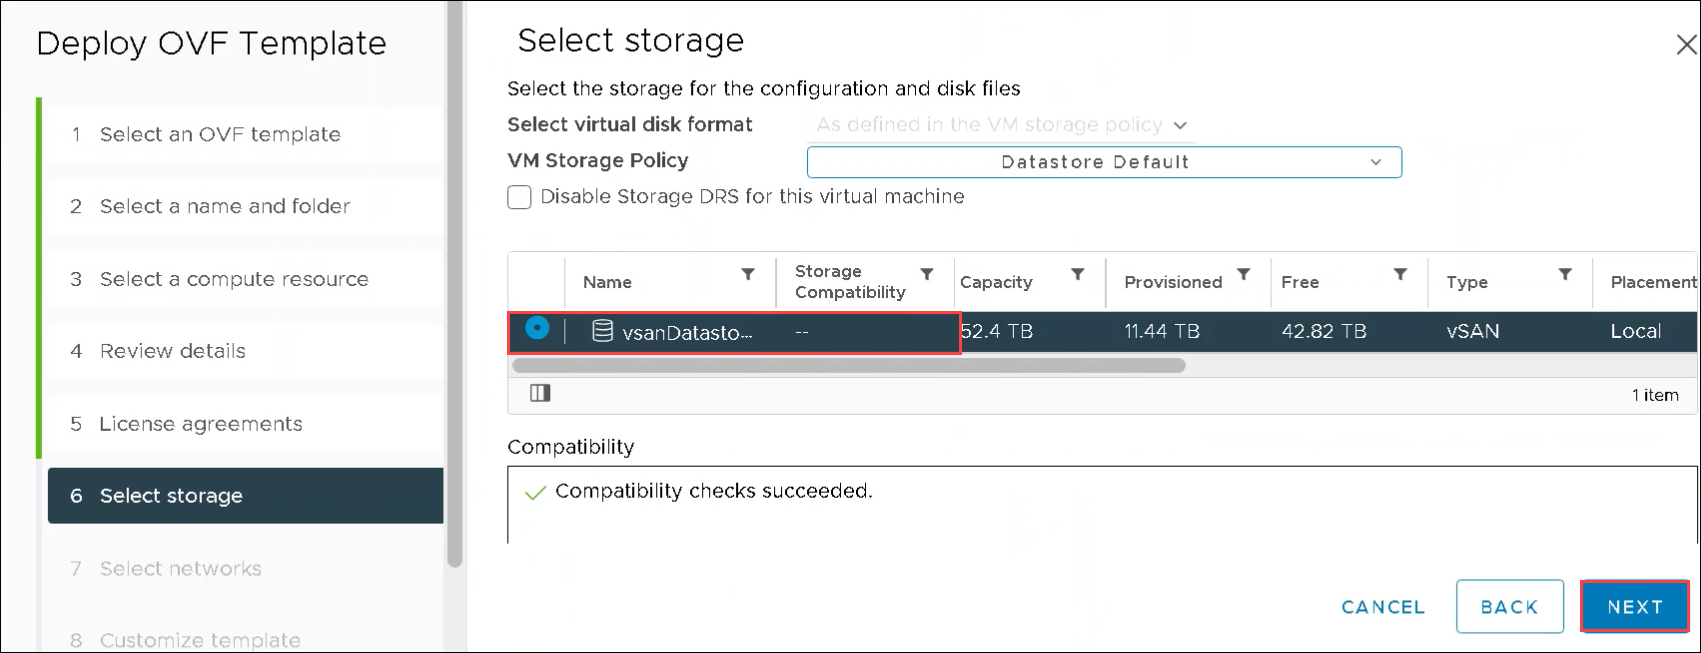 Deploy OVF Template
1 Select an OVF template
2 Select a name and folder
3 Select a compute resource
4 Review details
5 License agreements
6 Select storage
7 Select networks
8 Customize template
Select storage
Select the storage for the configuration and disk files
Select virtual disk format As defined in the VM storage policy
VM Storage Policy Datastore Default
Disable Storage DRS for this virtual machine
Name Storage Compatibility Capacity Provisioned Free Type Placement
vsanDatasto... -- 52.4 TB 11.44 TB 42.82 TB vSAN Local
1 item
Compatibility
Compatibility checks succeeded.
CANCEL BACK NEXT